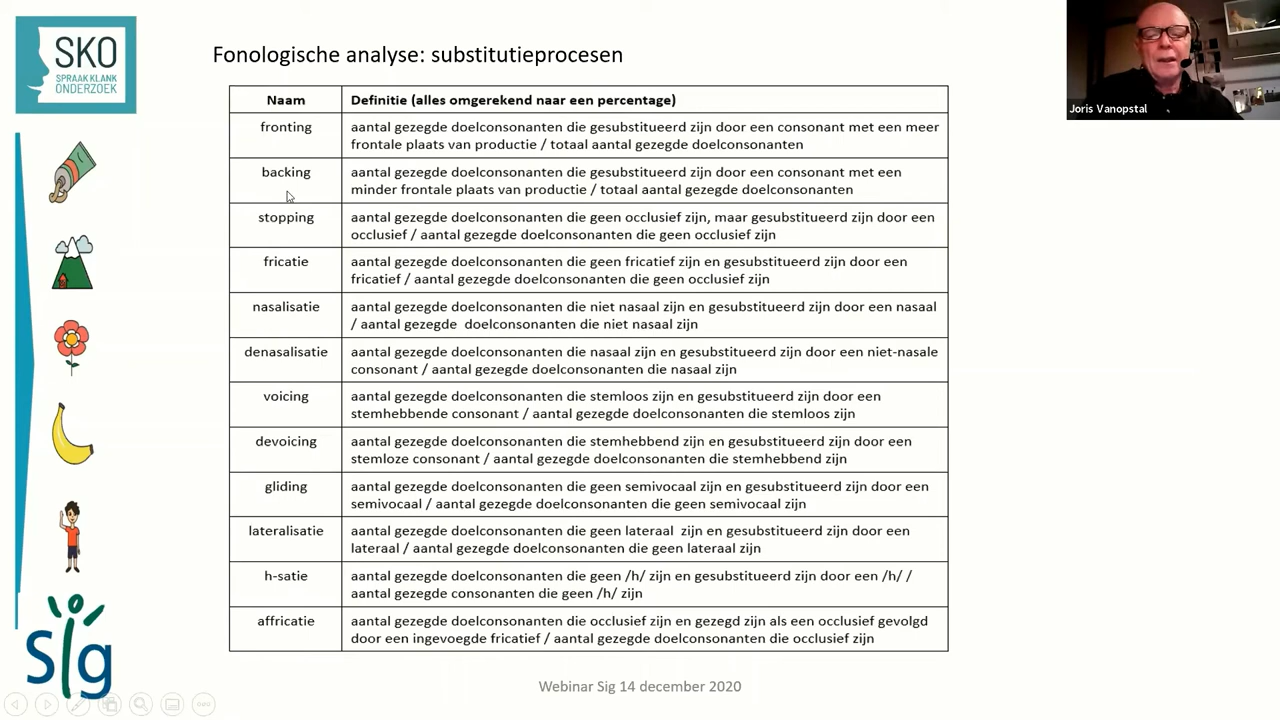 SKO
SPRAAK KLANK
ONDERZOEK
Fonologische analyse: substitutieprocesen
Joris Vanopstal
Naam Definitie (alles omgerekend naar een percentage)
fronting aantal gezegde doelconsonanten die gesubstitueerd zijn door een consonant met een meer
frontale plaats van productie / totaal aantal gezegde doelconsonanten
backing aantal gezegde doelconsonanten die gesubstitueerd zijn door een consonant met een
minder frontale plaats van productie / totaal aantal gezegde doelconsonanten
stopping aantal gezegde doelconsonanten die geen occlusief zijn, maar gesubstitueerd zijn door een
occlusief / aantal gezegde doelconsonanten die geen occlusief zijn
fricatie aantal gezegde doelconsonanten die geen fricatief zijn en gesubstitueerd zijn door een
fricatief / aantal gezegde doelconsonanten die geen occlusief zijn
nasalisatie aantal gezegde doelconsonanten die niet nasaal zijn en gesubstitueerd zijn door een nasaal
/ aantal gezegde doelconsonanten die niet nasaal zijn
denasalisatie aantal gezegde doelconsonanten die nasaal zijn en gesubstitueerd zijn door een niet-nasale
consonant / aantal gezegde doelconsonanten die nasaal zijn
voicing aantal gezegde doelconsonanten die stemloos zijn en gesubstitueerd zijn door een
stemhebbende consonant / aantal gezegde doelconsonanten die stemloos zijn
devoicing aantal gezegde doelconsonanten die stemhebbend zijn en gesubstitueerd zijn door een
stemloze consonant / aantal gezegde doelconsonanten die stemhebbend zijn
gliding aantal gezegde doelconsonanten die geen semivocaal zijn en gesubstitueerd zijn door een
semivocaal / aantal gezegde doelconsonanten die geen semivocaal zijn
lateralisatie aantal gezegde doelconsonanten die geen lateraal zijn en gesubstitueerd zijn door een
lateraal / aantal gezegde doelconsonanten die geen lateraal zijn
h-satie aantal gezegde doelconsonanten die geen /h/ zijn en gesubstitueerd zijn door een /h/ /
aantal gezegde consonanten die geen /h/ zijn
affricatie aantal gezegde doelconsonanten die occlusief zijn en gezegd zijn als een occlusief gevolgd
door een ingevoegde fricatief / aantal gezegde doelconsonanten die occlusief zijn
Sig
Webinar Sig 14 december 2020